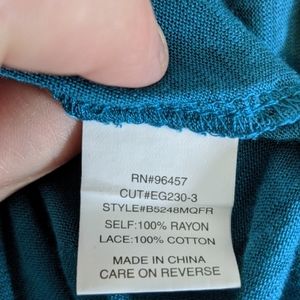 RN#96457
CUT#EG230-3
STYLE#B5248MQFR
SELF:100% RAYON
LACE:100% COTTON
MADE IN CHINA
CARE ON REVERSE